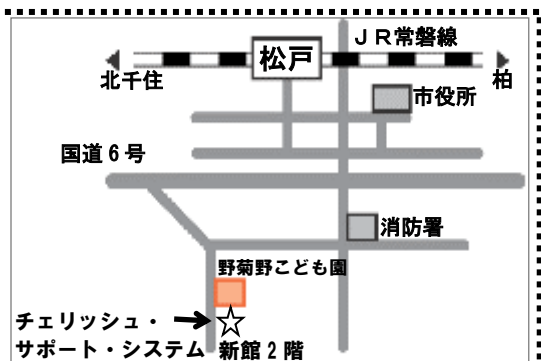 JR常磐線
松戸
北千住
柏
市役所
国道6号
消防署
野菊野こども園
チェリッシュ・
サポート・システム 新館2階